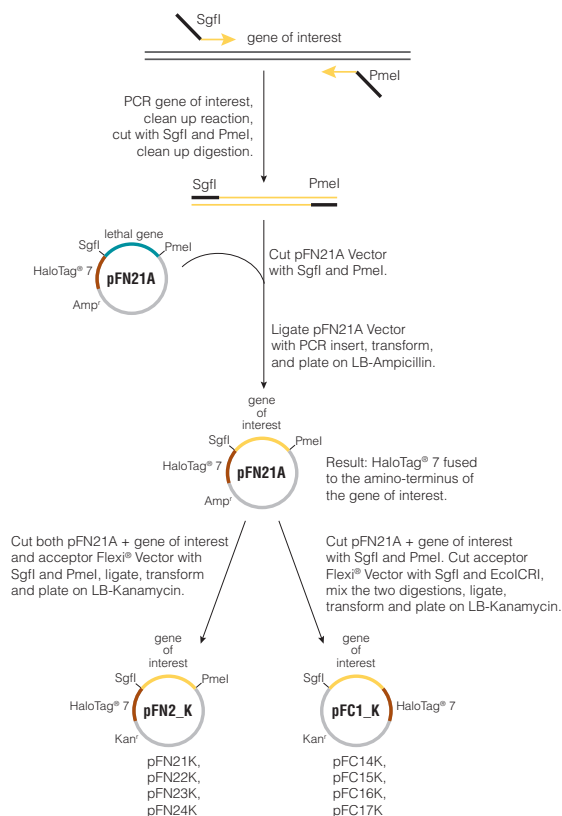 SgfI
gene of interest
PmeI
PCR gene of interest,
clean up reaction,
cut with SgfI and PmeI,
clean up digestion.
SgfI
PmeI
lethal gene
SgfI
PmeI
HaloTag® 7
pFN21A
Ampʳ
Cut pFN21A Vector
with SgfI and PmeI.
Ligate pFN21A Vector
with PCR insert, transform,
and plate on LB-Ampicillin.
gene
of
interest
SgfI
PmeI
HaloTag® 7
pFN21A
Ampʳ
Result: HaloTag® 7 fused
to the amino-terminus of
the gene of interest.
Cut both pFN21A + gene of interest
and acceptor Flexi® Vector with
SgfI and PmeI, ligate, transform
and plate on LB-Kanamycin.
Cut pFN21A + gene of interest
with SgfI and PmeI. Cut acceptor
Flexi® Vector with SgfI and EcoICRI,
mix the two digestions, ligate,
transform and plate on LB-Kanamycin.
gene
of
interest
SgfI
PmeI
HaloTag® 7
pFN2_K
Kanʳ
pFN21K,
pFN22K,
pFN23K,
pFN24K
gene
of
interest
SgfI
pFC1_K
HaloTag® 7
Kanʳ
pFC14K,
pFC15K,
pFC16K,
pFC17K